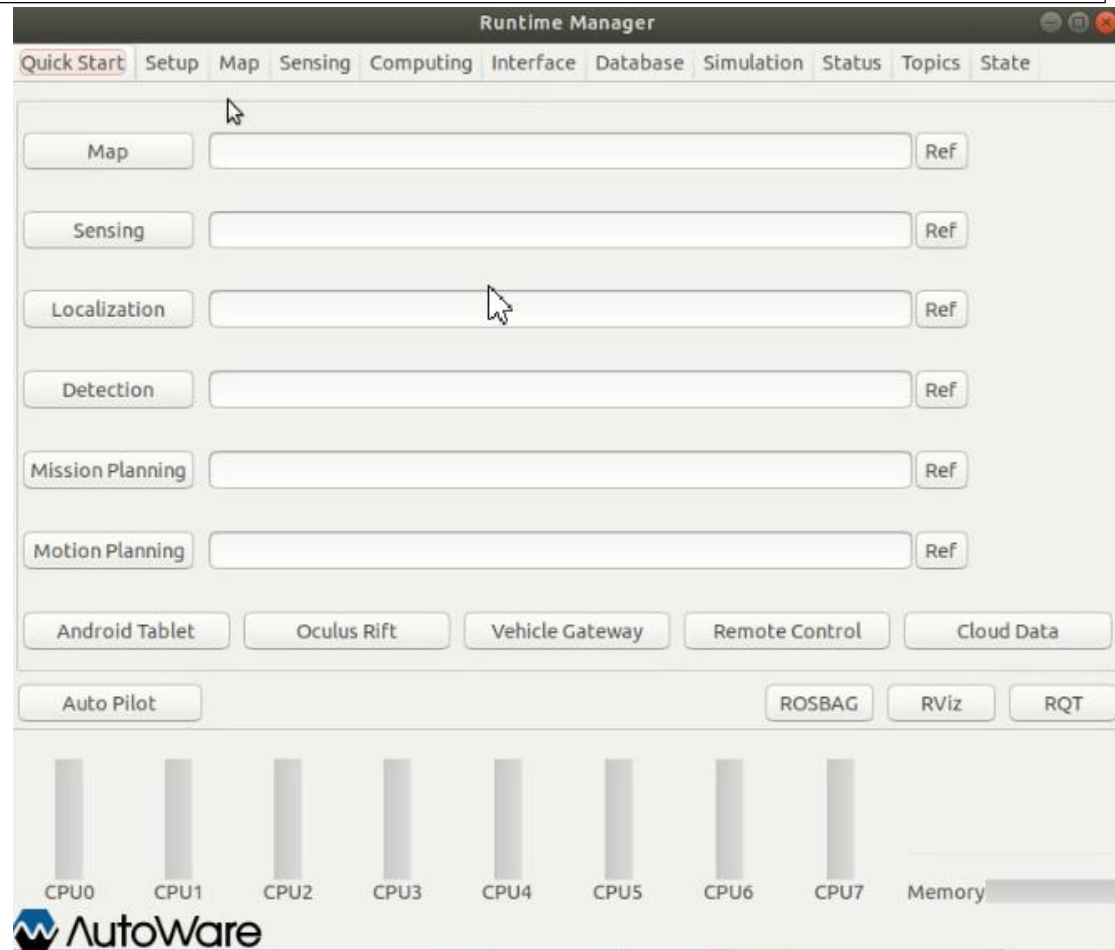 Runtime Manager
Quick Start Setup Map Sensing Computing Interface Database Simulation Status Topics State
Map Ref
Sensing Ref
Localization Ref
Detection Ref
Mission Planning Ref
Motion Planning Ref
Android Tablet Oculus Rift Vehicle Gateway Remote Control Cloud Data
Auto Pilot ROSBAG RViz RQT
CPU0 CPU1 CPU2 CPU3 CPU4 CPU5 CPU6 CPU7 Memory
AutoWare